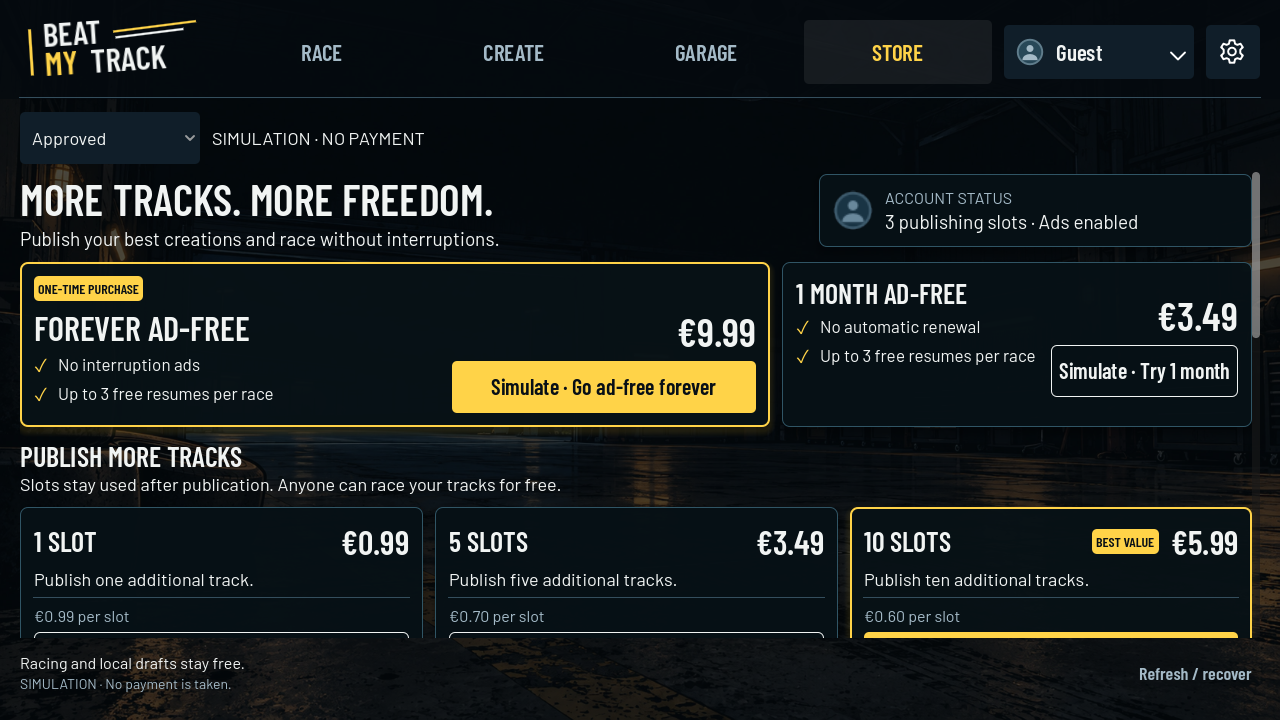 BEAT
MY TRACK
RACE
CREATE
GARAGE
STORE
Guest
Approved
SIMULATION · NO PAYMENT
MORE TRACKS. MORE FREEDOM.
Publish your best creations and race without interruptions.
ACCOUNT STATUS
3 publishing slots · Ads enabled
ONE-TIME PURCHASE
FOREVER AD-FREE
€9.99
No interruption ads
Up to 3 free resumes per race
Simulate · Go ad-free forever
1 MONTH AD-FREE
€3.49
No automatic renewal
Up to 3 free resumes per race
Simulate · Try 1 month
PUBLISH MORE TRACKS
Slots stay used after publication. Anyone can race your tracks for free.
1 SLOT
€0.99
Publish one additional track.
€0.99 per slot
5 SLOTS
€3.49
Publish five additional tracks.
€0.70 per slot
10 SLOTS
BEST VALUE
€5.99
Publish ten additional tracks.
€0.60 per slot
Racing and local drafts stay free.
SIMULATION · No payment is taken.
Refresh / recover